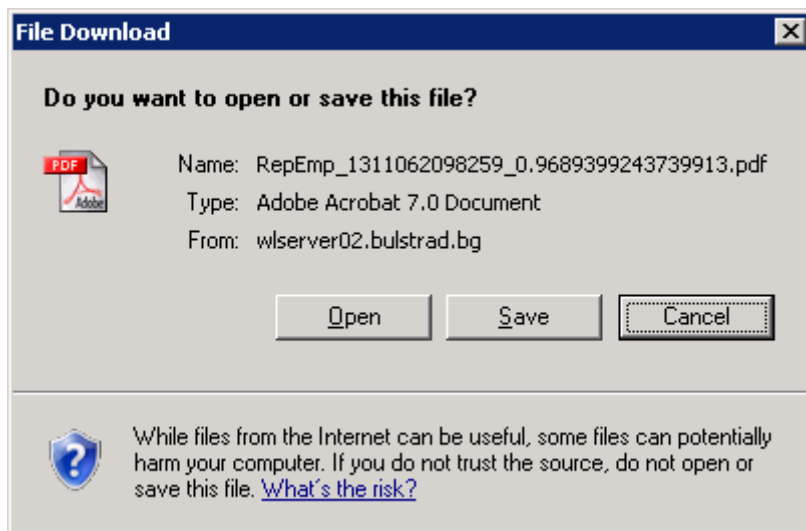 File Download
Do you want to open or save this file?
PDF
Adobe
Name: RepEmp_1311062098259_0.9689399243739913.pdf
Type: Adobe Acrobat 7.0 Document
From: wlserver02.bulstrad.bg
Open Save Cancel
While files from the Internet can be useful, some files can potentially
harm your computer. If you do not trust the source, do not open or
save this file. What's the risk?